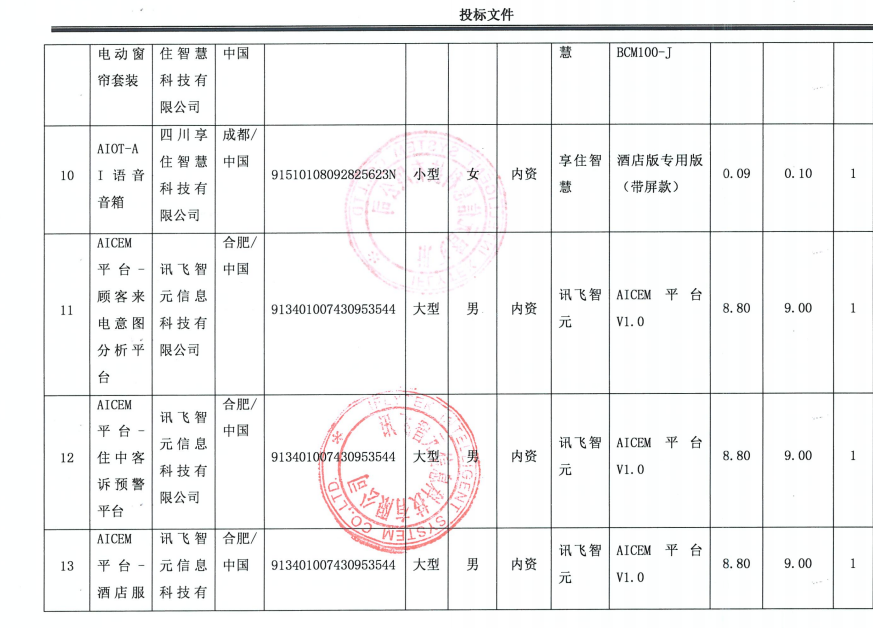 投标文件
电动窗
帘套装
住智慧
科技有
限公司
中国
慧
BCM100-J
10
AIOT-A
I 语音
音箱
四川享
住智慧
科技有
限公司
成都/
中国
91510108092825623N
小型
女
内资
享住智
慧
酒店版专用版
(带屏款)
0.09
0.10
1
11
AICEM
平台-
顾客来
电意图
分析平
台
讯飞智
元信息
科技有
限公司
合肥/
中国
913401007430953544
大型
男
内资
讯飞智
元
AICEM 平台
V1.0
8.80
9.00
1
12
AICEM
平台-
住中客
诉预警
平台
讯飞智
元信息
科技有
限公司
合肥/
中国
913401007430953544
大型
男
内资
讯飞智
元
AICEM 平台
V1.0
8.80
9.00
1
13
AICEM
平台-
酒店服
讯飞智
元信息
科技有
合肥/
中国
913401007430953544
大型
男
内资
讯飞智
元
AICEM 平台
V1.0
8.80
9.00
1